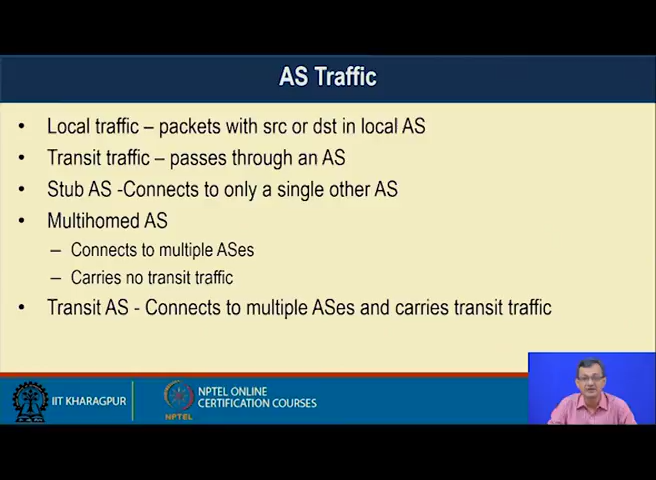 AS Traffic
• Local traffic – packets with src or dst in local AS
• Transit traffic – passes through an AS
• Stub AS -Connects to only a single other AS
• Multihomed AS
– Connects to multiple ASes
– Carries no transit traffic
• Transit AS - Connects to multiple ASes and carries transit traffic
IIT KHARAGPUR
NPTEL
NPTEL ONLINE
CERTIFICATION COURSES